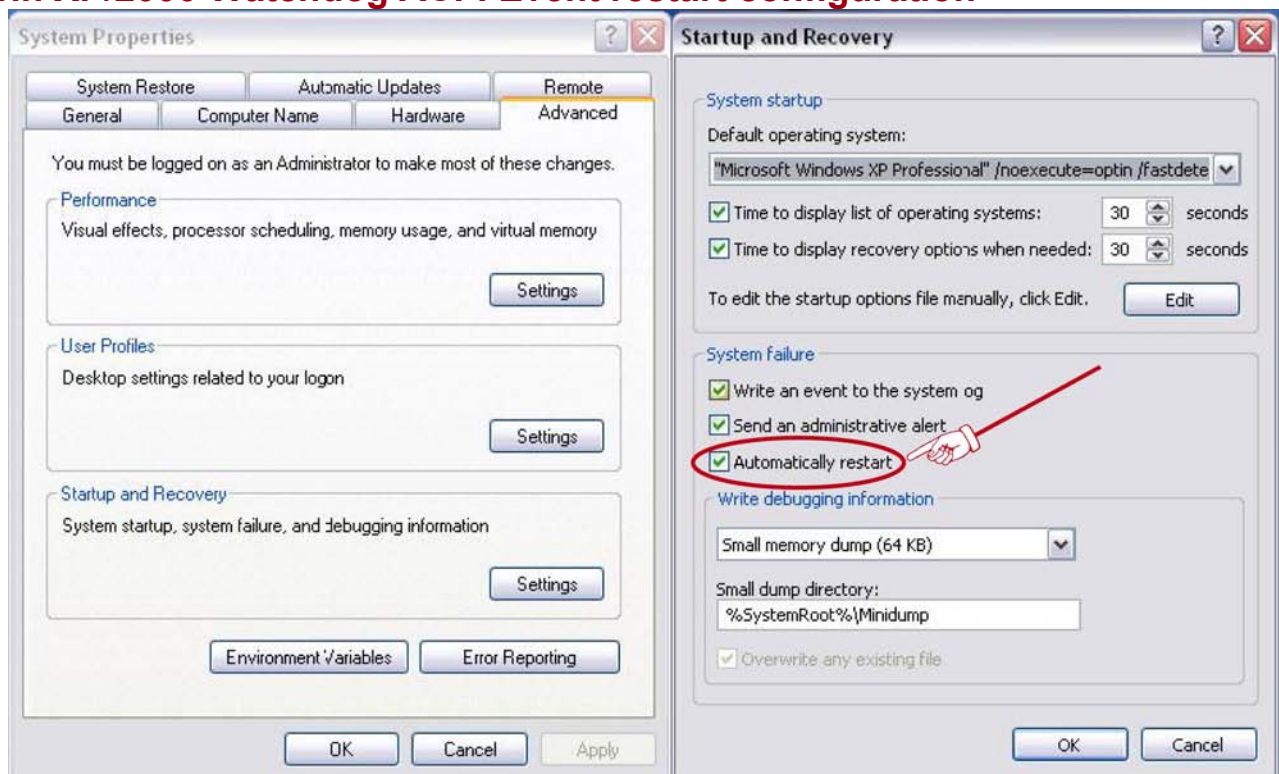 System Properties
System Restore Automatic Updates Remote
General Computer Name Hardware Advanced
You must be logged on as an Administrator to make most of these changes.
Performance
Visual effects, processor scheduling, memory usage, and virtual memory
Settings
User Profiles
Desktop settings related to your logon
Settings
Startup and Recovery
System startup, system failure, and debugging information
Settings
Environment Variables Error Reporting
OK Cancel Apply
Startup and Recovery
System startup
Default operating system:
"Microsoft Windows XP Professional" /noexecute=optin /fastdete
Time to display list of operating systems: 30 seconds
Time to display recovery options when needed: 30 seconds
To edit the startup options file manually, click Edit. Edit
System failure
Write an event to the system og
Send an administrative alert
Automatically restart
Write debugging information
Small memory dump (64 KB)
Small dump directory:
%SystemRoot%\Minidump
Overwrite any existing file
OK Cancel